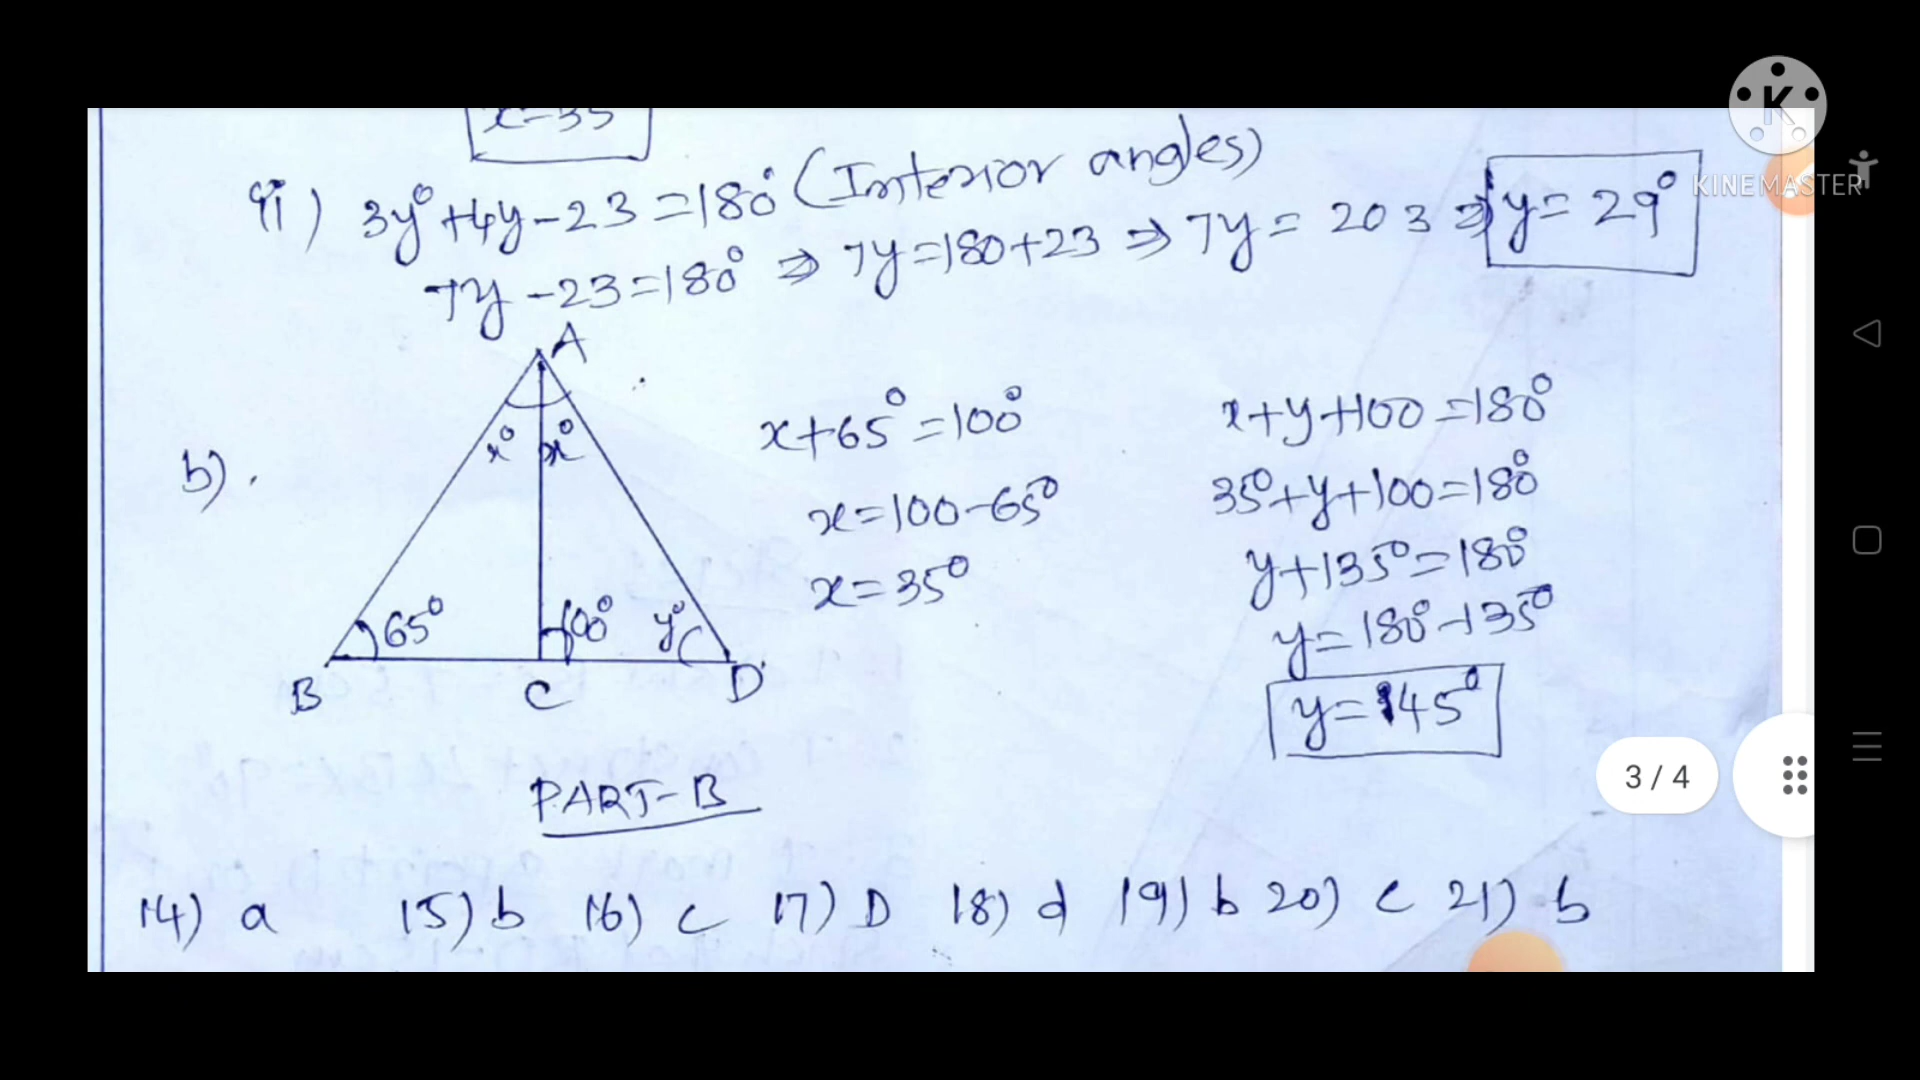 x=35
ii) 3y°+4y-23=180° (Interior angles)
7y-23=180° ⇒ 7y=180+23 ⇒ 7y= 203 ⇒ y= 29°
KINEMASTER
K
A
b).
x° x°
65° 100° y°
B C D
x+65°=100°
x=100-65°
x=35°
x+y+100=180°
35°+y+100=180°
y+135°=180°
y=180°-135°
y=145°
3 / 4
PART-B
14) a 15) b 16) c 17) D 18) d 19) b 20) c 21) b